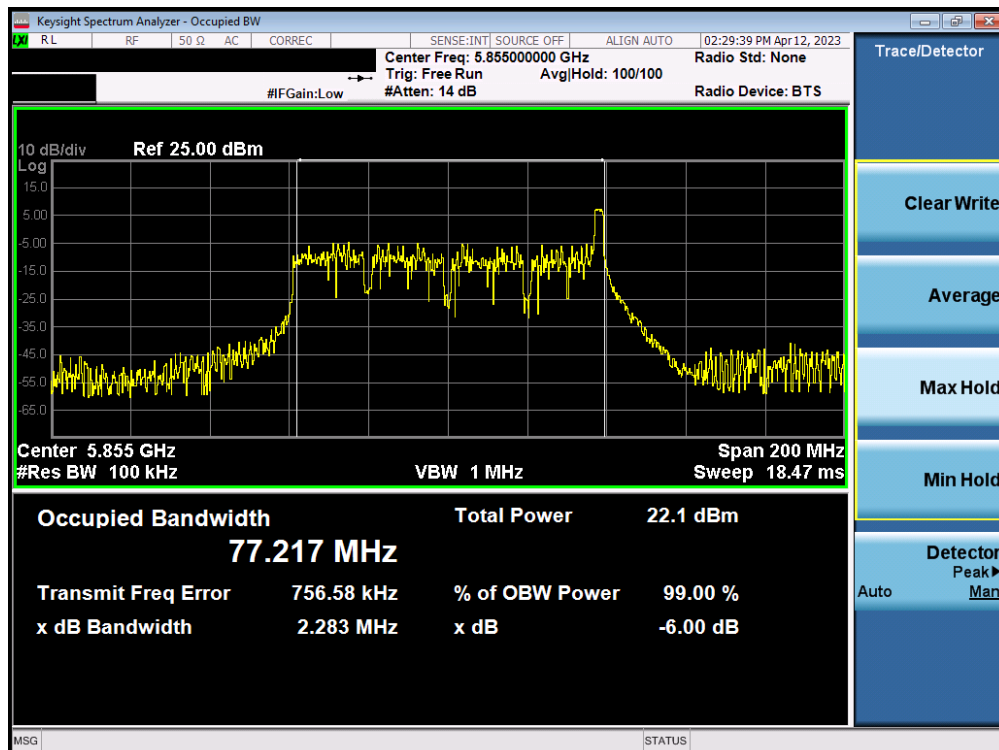 Keysight Spectrum Analyzer - Occupied BW
LXI RL RF 50 Ω AC CORREC SENSE:INT SOURCE OFF ALIGN AUTO 02:29:39 PM Apr 12, 2023
Center Freq: 5.855000000 GHz Radio Std: None
Trig: Free Run Avg|Hold: 100/100
#IFGain:Low #Atten: 14 dB Radio Device: BTS
10 dB/div Ref 25.00 dBm
Log
15.0
5.00
-5.00
-15.0
-25.0
-35.0
-45.0
-55.0
-65.0
Center 5.855 GHz Span 200 MHz
#Res BW 100 kHz VBW 1 MHz Sweep 18.47 ms
Occupied Bandwidth Total Power 22.1 dBm
77.217 MHz
Transmit Freq Error 756.58 kHz % of OBW Power 99.00 %
x dB Bandwidth 2.283 MHz x dB -6.00 dB
MSG STATUS
Trace/Detector
Clear Write
Average
Max Hold
Min Hold
Detector
Peak▶
Auto Man